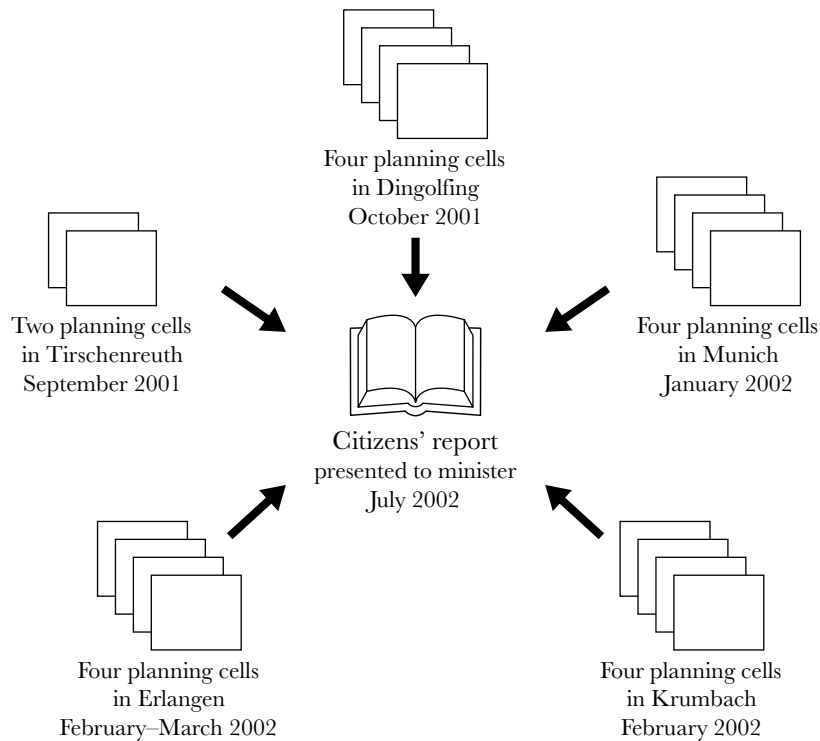 Four planning cells
in Dingolfing
October 2001
Two planning cells
in Tirschenreuth
September 2001
Four planning cells
in Munich
January 2002
Citizens’ report
presented to minister
July 2002
Four planning cells
in Erlangen
February–March 2002
Four planning cells
in Krumbach
February 2002